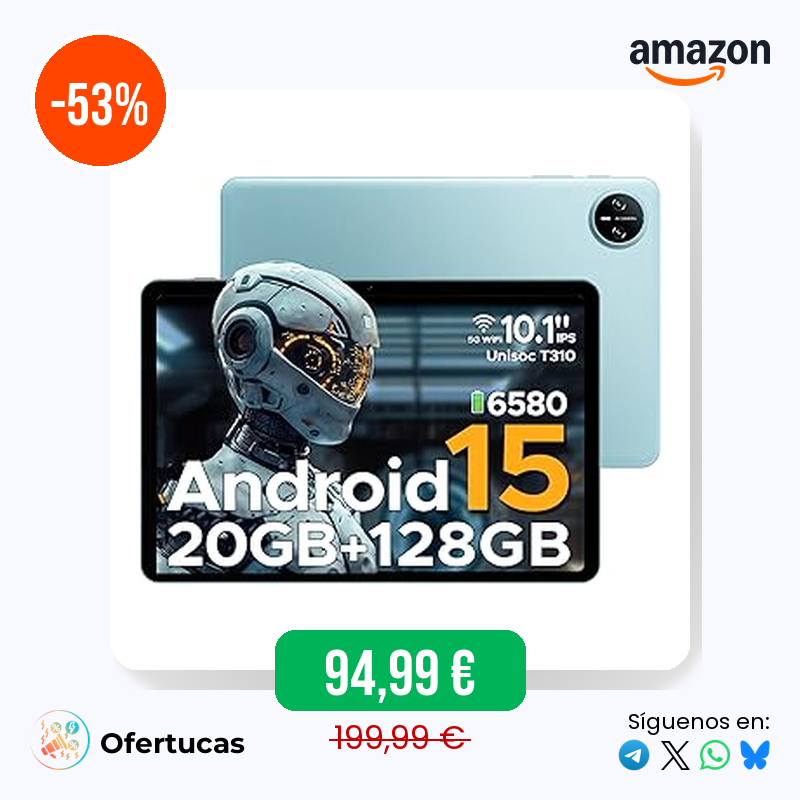 -53%
amazon
5G WiFi 10.1" IPS
Unisoc T310
6580
Android 15
20GB+128GB
94,99 €
199,99 €
Ofertucas
Síguenos en: